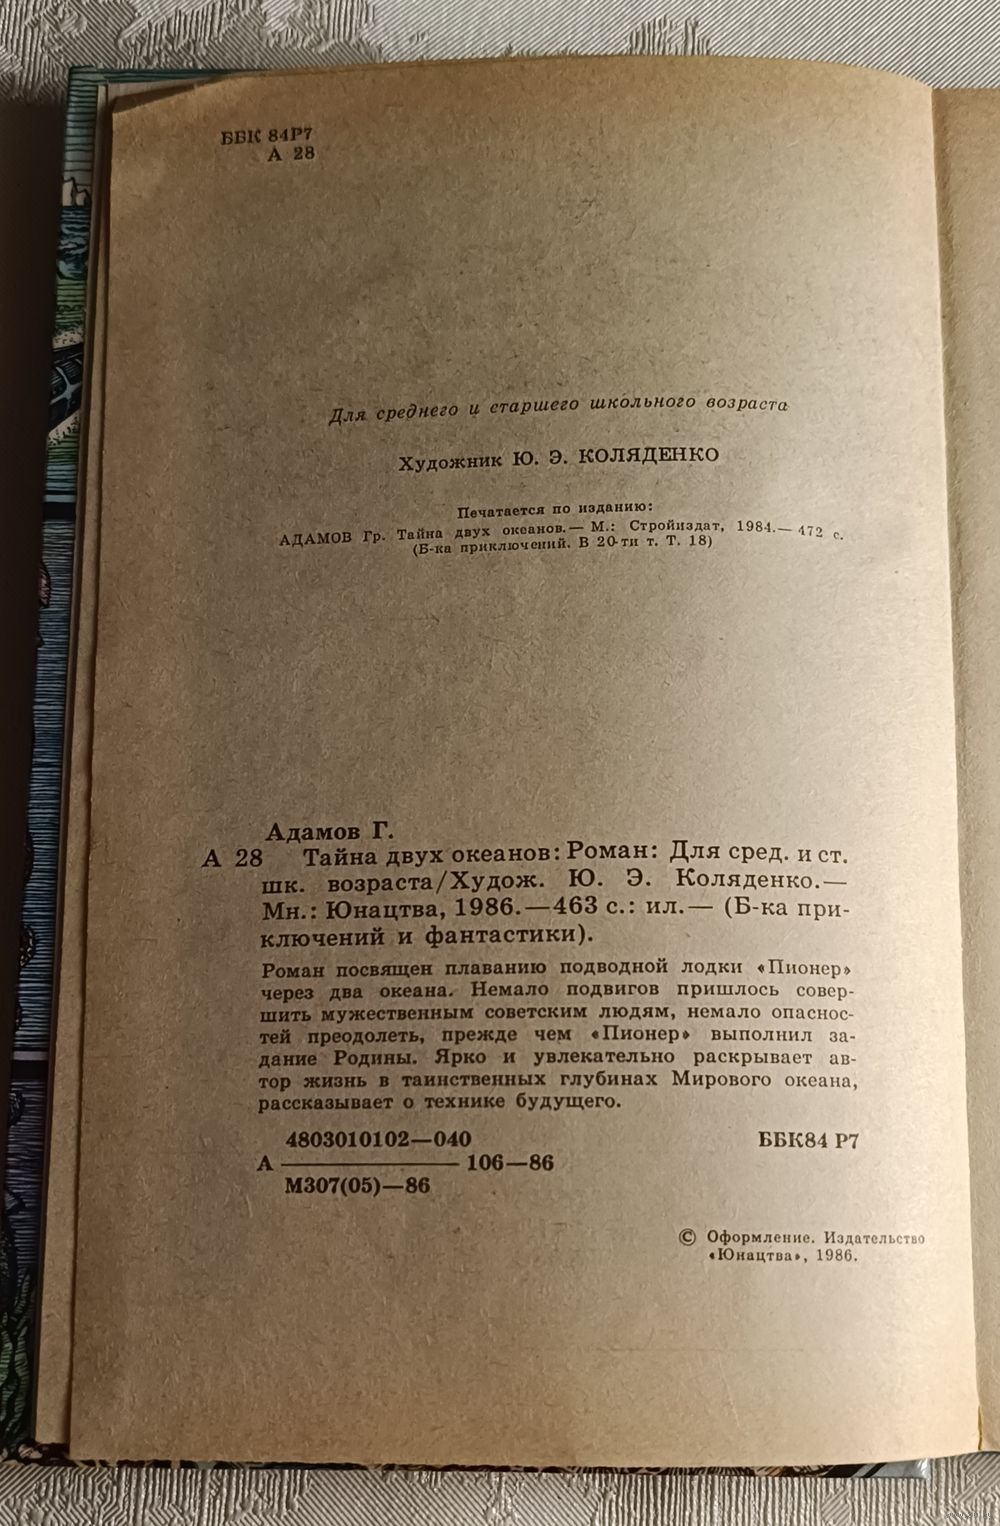 ББК 84Р7
А 28
Для среднего и старшего школьного возраста
Художник Ю. Э. КОЛЯДЕНКО
Печатается по изданию:
АДАМОВ Гр. Тайна двух океанов.— М.: Стройиздат, 1984.— 472 с.
(Б-ка приключений. В 20-ти т. Т. 18)
Адамов Г.
А 28 Тайна двух океанов: Роман: Для сред. и ст.
шк. возраста/Худож. Ю. Э. Коляденко.—
Мн.: Юнацтва, 1986.—463 с.: ил.— (Б-ка при-
ключений и фантастики).
Роман посвящен плаванию подводной лодки «Пионер»
через два океана. Немало подвигов пришлось совер-
шить мужественным советским людям, немало опаснос-
тей преодолеть, прежде чем «Пионер» выполнил за-
дание Родины. Ярко и увлекательно раскрывает ав-
тор жизнь в таинственных глубинах Мирового океана,
рассказывает о технике будущего.
4803010102—040 ББК84 Р7
А ———— 106—86
М307(05)—86
© Оформление. Издательство
«Юнацтва», 1986.